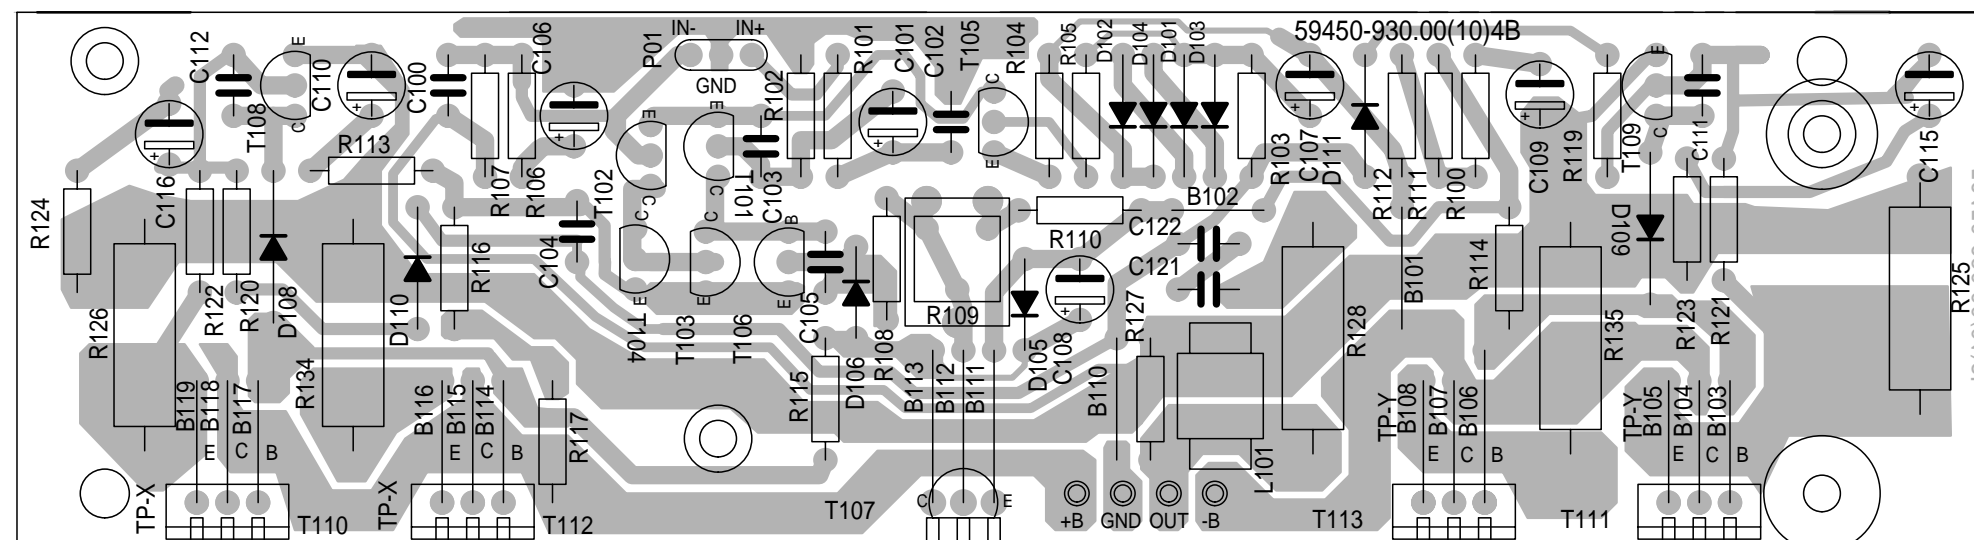 59450-930.00(10)4B
C112
E
C110
C
T108
C116
R124
R113
C100
C106
R107
R106
T102
P01
IN-
IN+
GND
R102
R101
C101
C102
T105
R104
R105
D102
D104
D101
D103
C
E
E
C
E
C
T101
C103
R103
C107
D111
R112
R111
R100
C109
R119
T109
E
C
C111
C115
R126
R122
R120
D108
R134
D110
R116
C104
C
E
T104
C
E
T103
B
E
T106
C105
D106
R108
R115
R109
R110
C122
C121
B102
D105
C108
R127
B110
R128
B101
R114
R135
D109
R123
R121
R125
B119
B118
B117
E
C
B
TP-X
T110
B116
B115
B114
E
C
B
TP-X
T112
R117
B113
B112
B111
T107
C
E
+B
GND
OUT
-B
L101
T113
TP-Y
B108
B107
B106
E
C
B
T111
TP-Y
B105
B104
B103
E
C
B